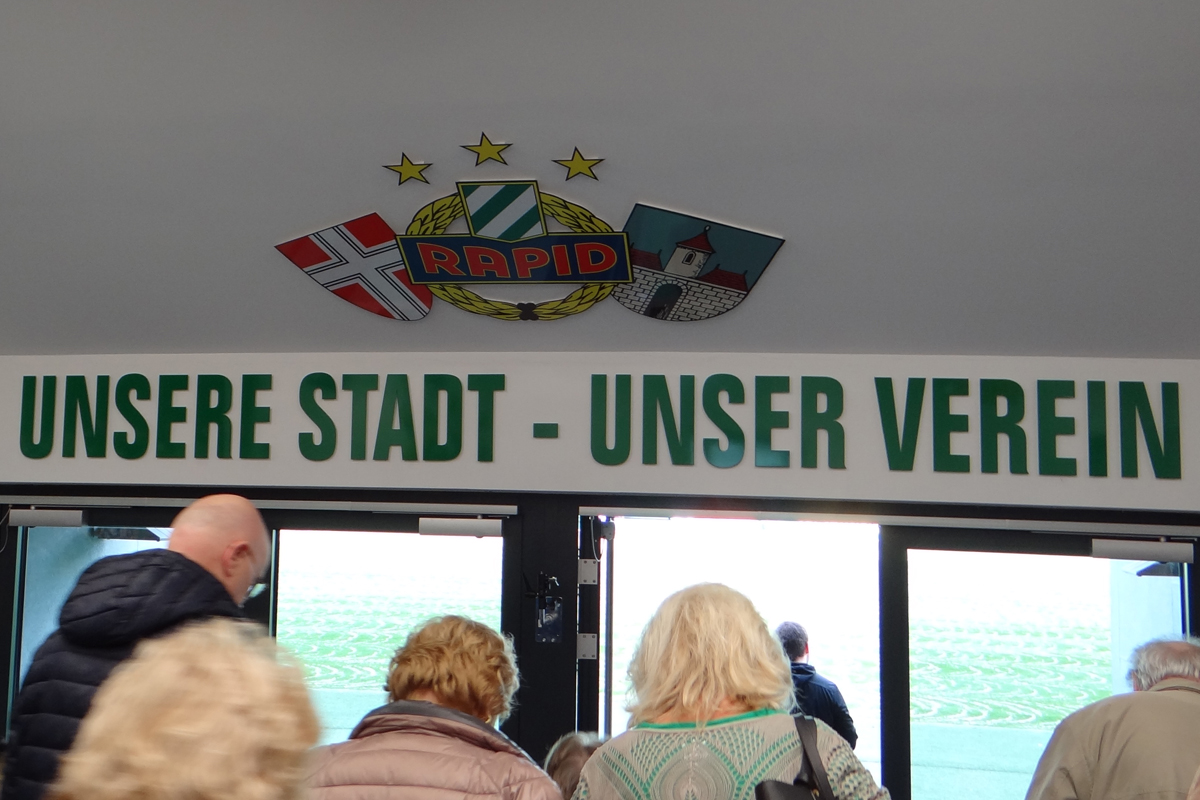 RAPID
UNSERE STADT - UNSER VEREIN